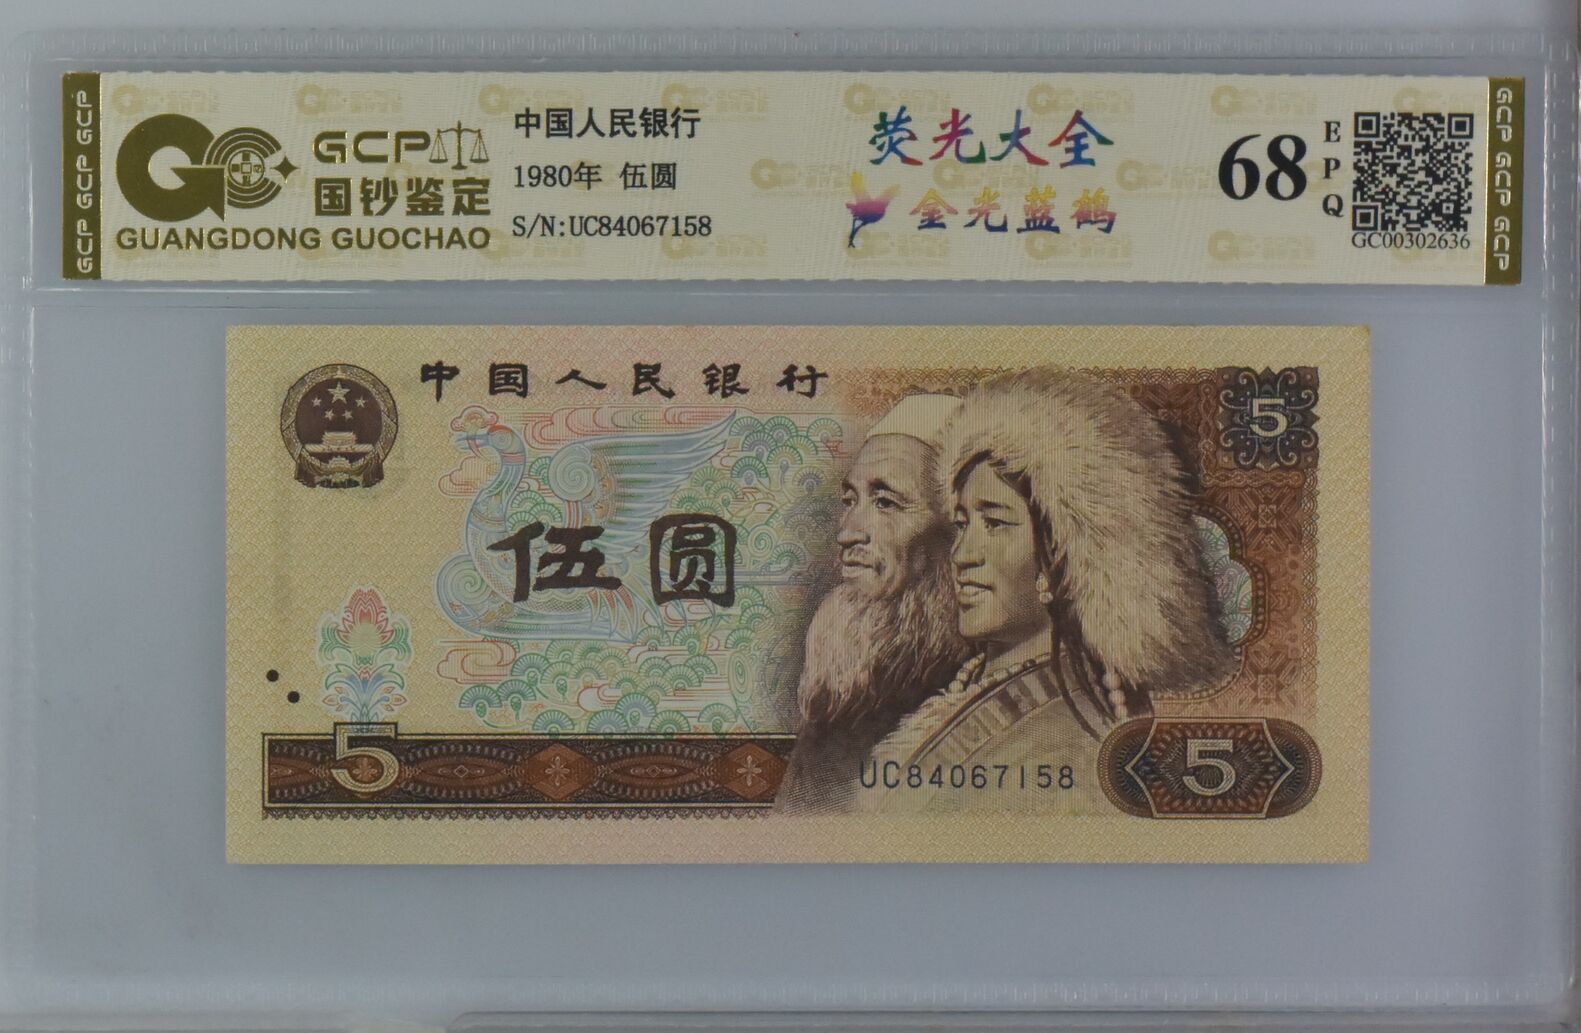 GCP GCP GCP
GCP
国钞鉴定
GUANGDONG GUOCHAO
中国人民银行
1980年 伍圆
S/N:UC84067158
荧光大全
金光蓝鹤
68
EPQ
GC00302636
GCP GCP GCP
中国人民银行
5
伍圆
5
UC84067158
5